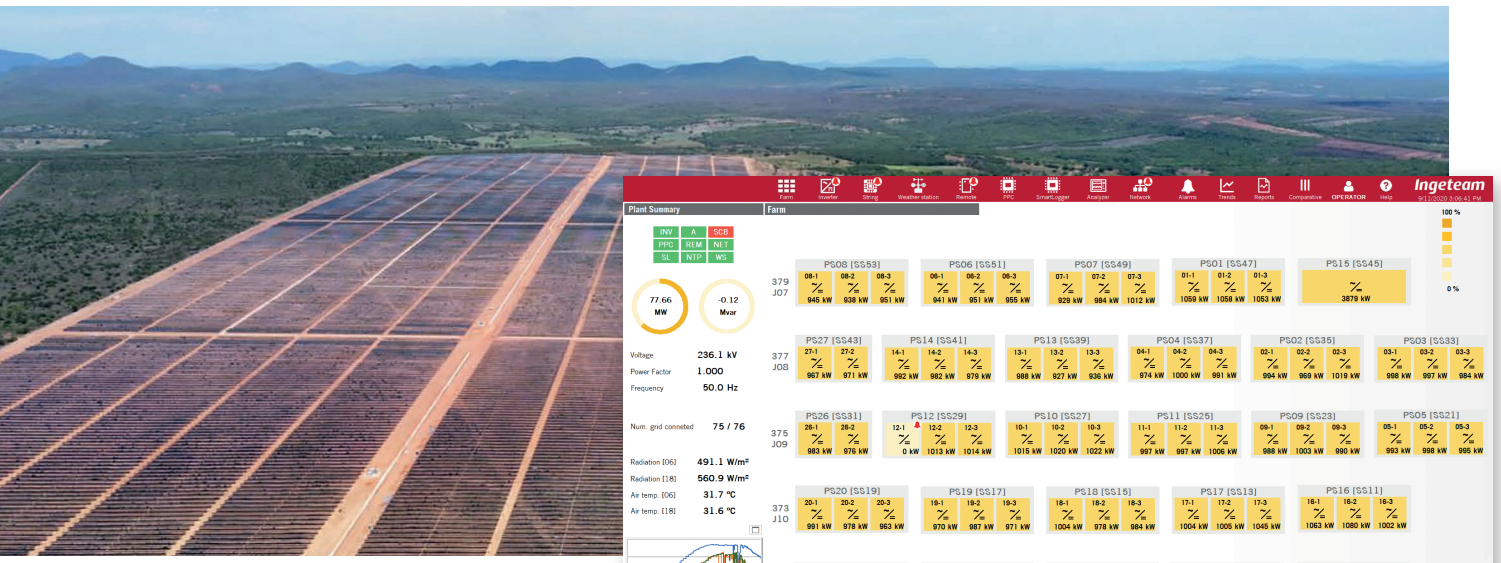 Farm Inverter String Weather station Remote PPC SmartLogger Analyzer Network Alarms Trends Reports Comparative OPERATOR Help
Ingeteam
9/11/2020 3:06:41 PM
Plant Summary
Farm
INV A SCB
PPC REM NET
SL NTP WS
77.66
MW
-0.12
Mvar
Voltage 236.1 kV
Power Factor 1.000
Frequency 50.0 Hz
Num. grid conneted 75 / 76
Radiation [06] 491.1 W/m²
Radiation [18] 560.9 W/m²
Air temp. [06] 31.7 ºC
Air temp. [18] 31.6 ºC
100 %
0 %
379
J07
PS08 [SS53] PS06 [SS51] PS07 [SS49] PS01 [SS47] PS15 [SS45]
08-1 08-2 08-3 06-1 06-2 06-3 07-1 07-2 07-3 01-1 01-2 01-3
945 kW 938 kW 951 kW 941 kW 951 kW 955 kW 929 kW 984 kW 1012 kW 1059 kW 1058 kW 1053 kW 3879 kW
377
J08
PS27 [SS43] PS14 [SS41] PS13 [SS39] PS04 [SS37] PS02 [SS35] PS03 [SS33]
27-1 27-2 14-1 14-2 14-3 13-1 13-2 13-3 04-1 04-2 04-3 02-1 02-2 02-3 03-1 03-2 03-3
967 kW 971 kW 992 kW 982 kW 979 kW 988 kW 927 kW 936 kW 974 kW 1000 kW 991 kW 994 kW 969 kW 1019 kW 998 kW 997 kW 984 kW
375
J09
PS26 [SS31] PS12 [SS29] PS10 [SS27] PS11 [SS25] PS09 [SS23] PS05 [SS21]
26-1 26-2 12-1 12-2 12-3 10-1 10-2 10-3 11-1 11-2 11-3 09-1 09-2 09-3 05-1 05-2 05-3
983 kW 976 kW 0 kW 1013 kW 1014 kW 1015 kW 1020 kW 1022 kW 997 kW 997 kW 1006 kW 988 kW 1003 kW 990 kW 993 kW 998 kW 995 kW
373
J10
PS20 [SS19] PS19 [SS17] PS18 [SS15] PS17 [SS13] PS16 [SS11]
20-1 20-2 20-3 19-1 19-2 19-3 18-1 18-2 18-3 17-1 17-2 17-3 16-1 16-2 16-3
991 kW 978 kW 963 kW 970 kW 987 kW 971 kW 1004 kW 978 kW 984 kW 1004 kW 1005 kW 1045 kW 1063 kW 1080 kW 1002 kW